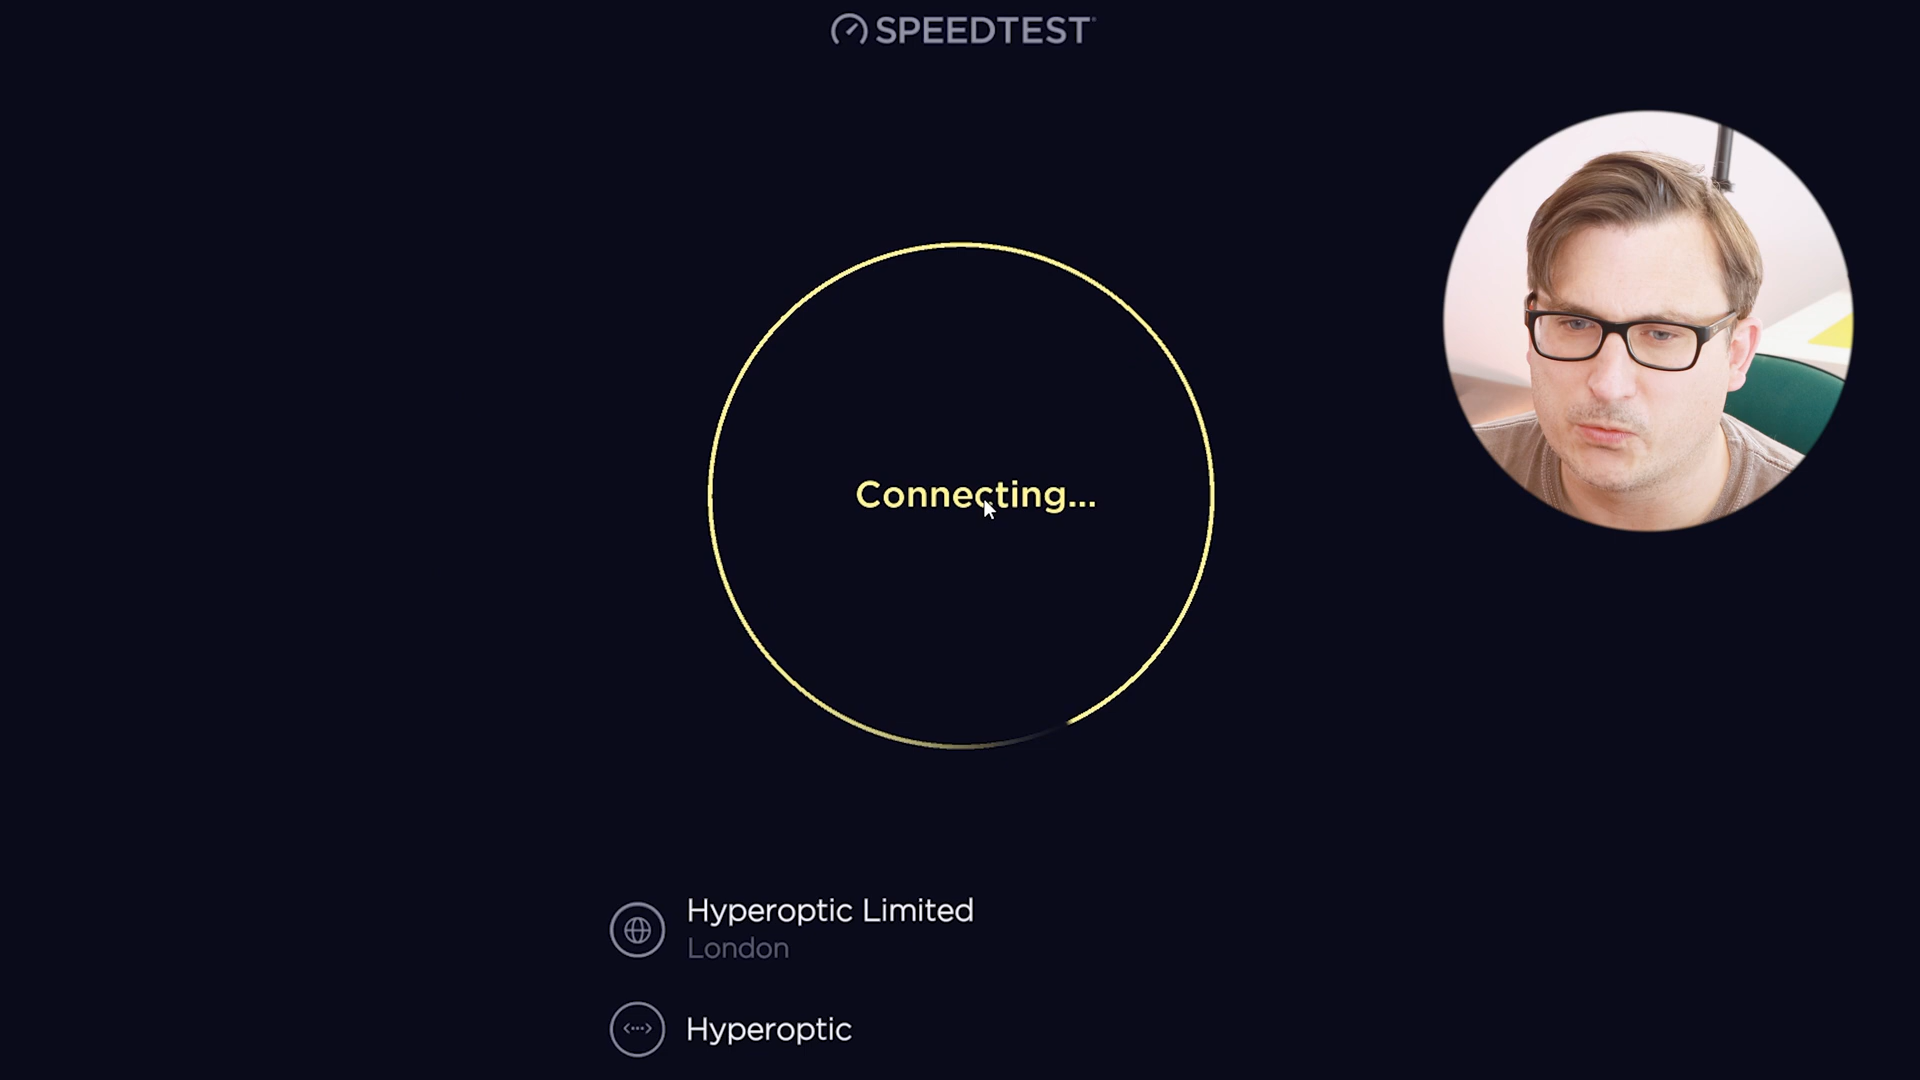 SPEEDTEST
Connecting...
Hyperoptic Limited
London
Hyperoptic